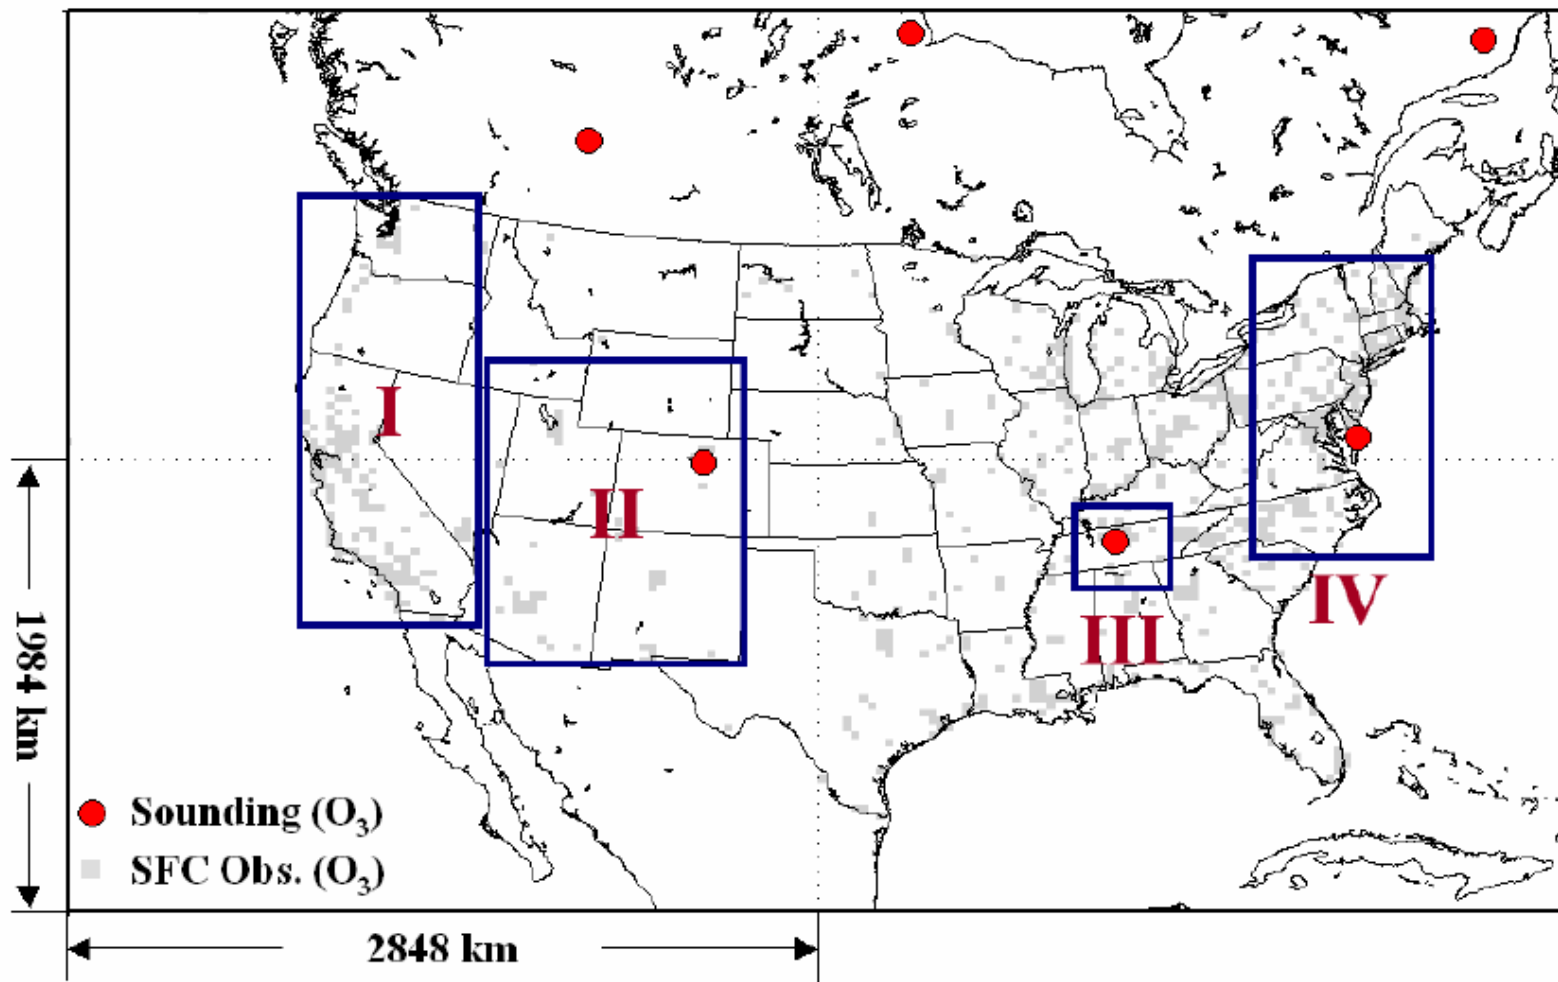 I
II
III
IV
1984 km
Sounding (O₃)
SFC Obs. (O₃)
2848 km